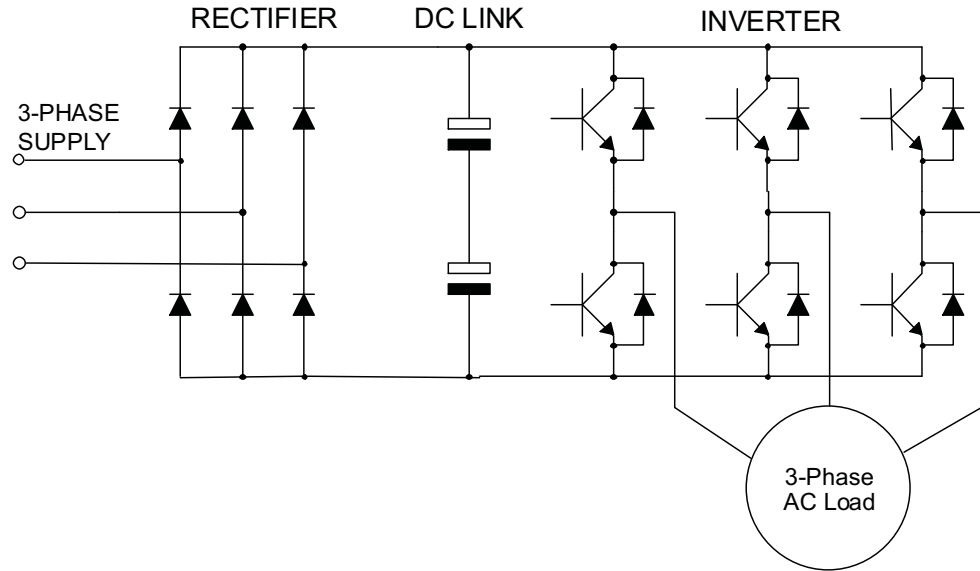 RECTIFIER
DC LINK
INVERTER
3-PHASE
SUPPLY
3-Phase
AC Load